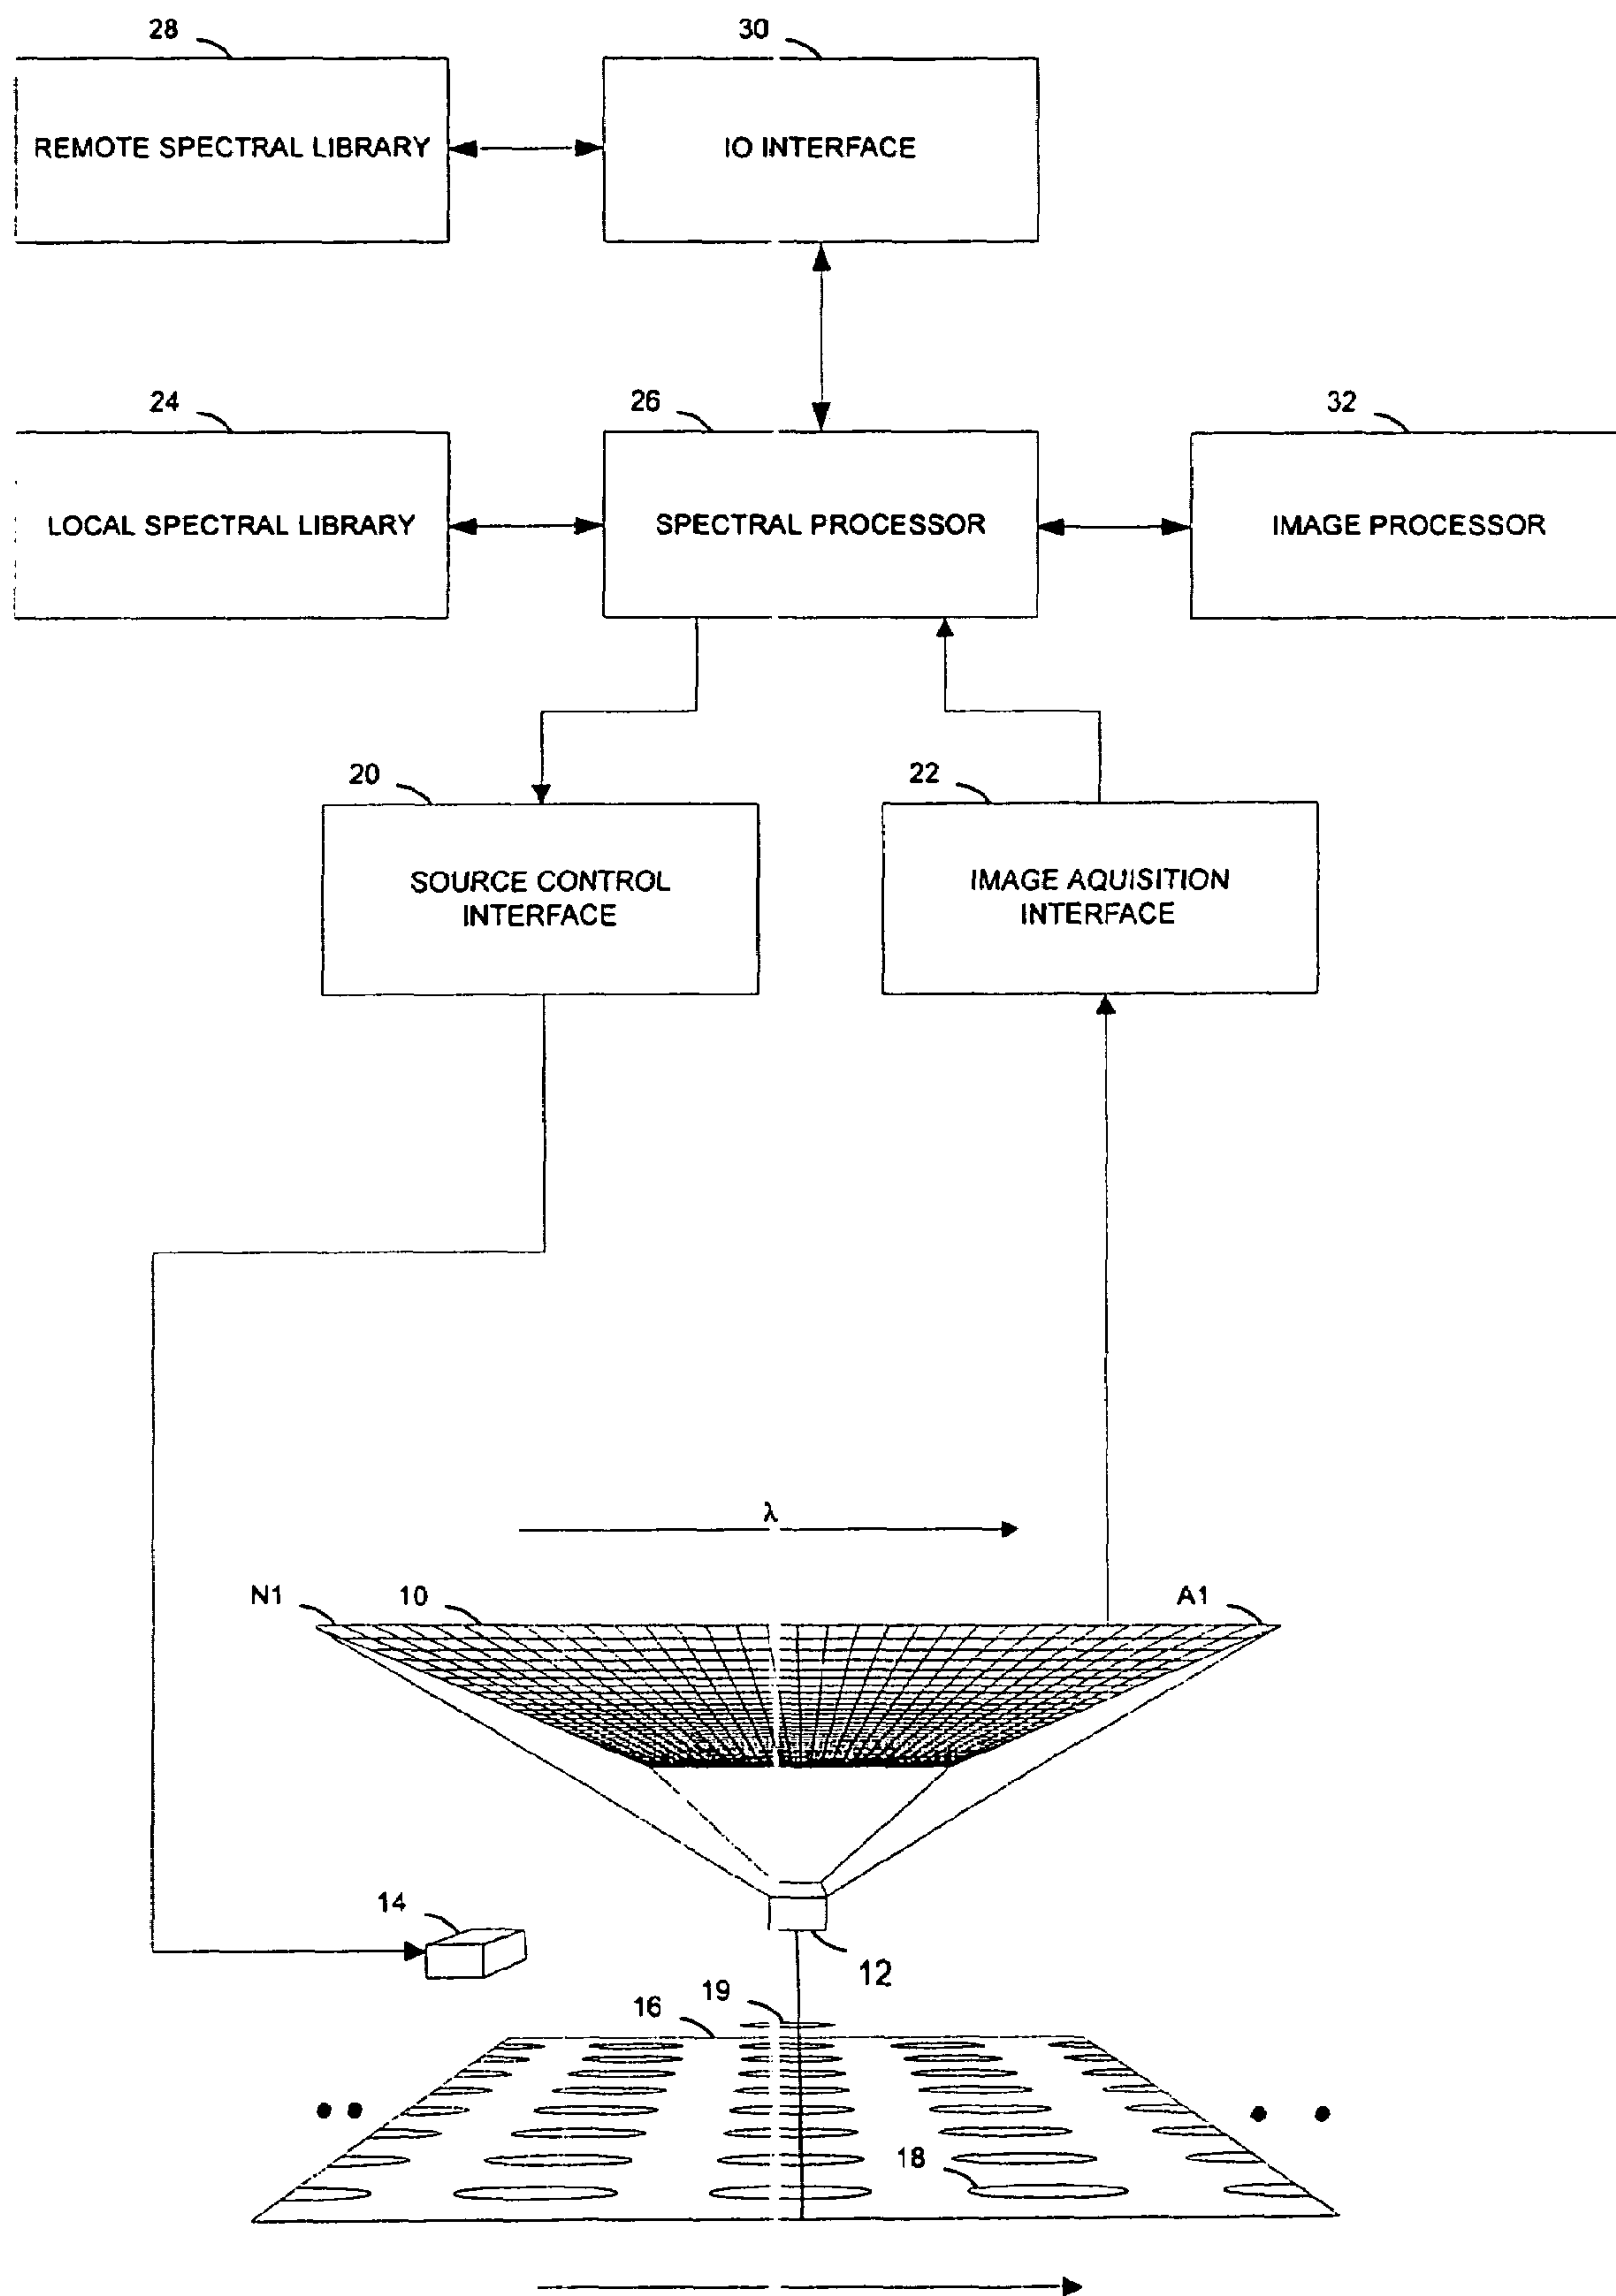 28
30
REMOTE SPECTRAL LIBRARY
IO INTERFACE
24
26
32
LOCAL SPECTRAL LIBRARY
SPECTRAL PROCESSOR
IMAGE PROCESSOR
20
22
SOURCE CONTROL
INTERFACE
IMAGE AQUISITION
INTERFACE
λ
N1
10
A1
14
12
19
16
18